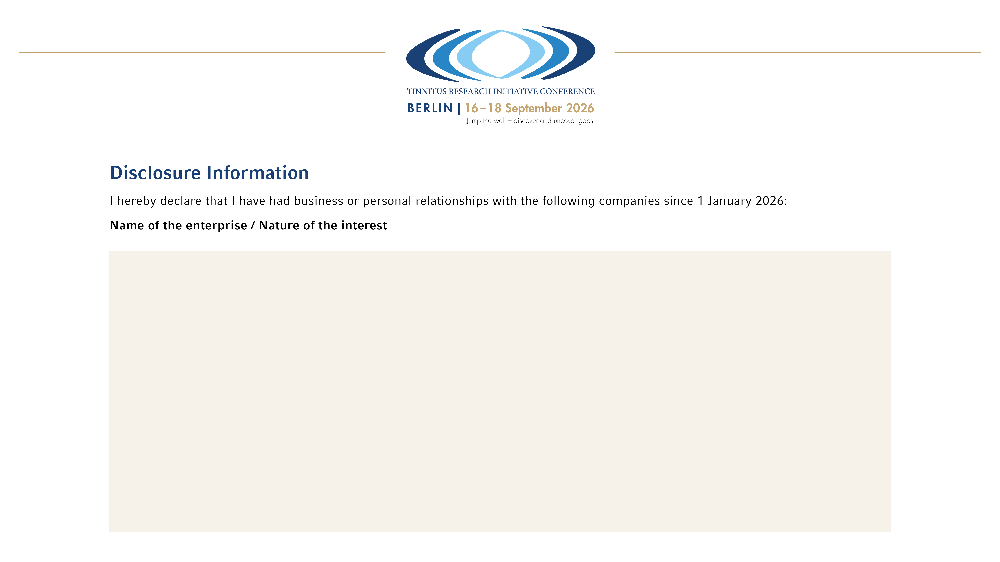 TINNITUS RESEARCH INITIATIVE CONFERENCE
BERLIN | 16–18 September 2026
Jump the wall – discover and uncover gaps
Disclosure Information
I hereby declare that I have had business or personal relationships with the following companies since 1 January 2026:
Name of the enterprise / Nature of the interest